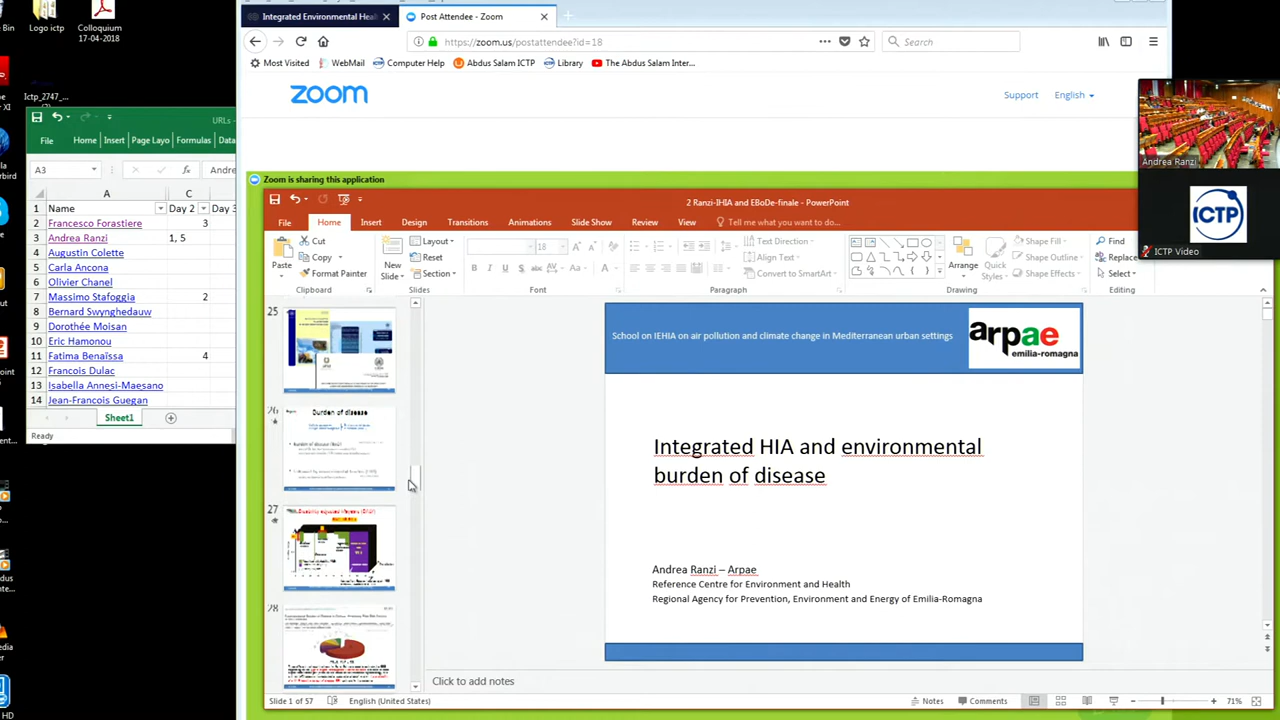 Logo ictp
Colloquium
17-04-2018
Ictp_2747_...
Integrated Environmental Heal
Post Attendee - Zoom
https://zoom.us/postattendee?id=18
Search
Most Visited
WebMail
Computer Help
Abdus Salam ICTP
Library
The Abdus Salam Inter...
zoom
Support
English
Andrea Ranzi
ICTP
ICTP Video
URLs -
File
Home
Insert
Page Layo
Formulas
Data
A3
fx
Andre
A
C
1 Name Day 2 Day 3
2 Francesco Forastiere 3
3 Andrea Ranzi 1, 5
4 Augustin Colette
5 Carla Ancona
6 Olivier Chanel
7 Massimo Stafoggia 2
8 Bernard Swynghedauw
9 Dorothée Moisan
10 Eric Hamonou
11 Fatima Benaïssa 4
12 Francois Dulac
13 Isabella Annesi-Maesano
14 Jean-Francois Guegan
Sheet1
Ready
Zoom is sharing this application
2 Ranzi-IHIA and EBoDe-finale - PowerPoint
File
Home
Insert
Design
Transitions
Animations
Slide Show
Review
View
Tell me what you want to do...
Paste
Cut
Copy
Format Painter
Clipboard
New
Slide
Layout
Reset
Section
Slides
18
B
I
U
S
abc
AV
Aa
A
Font
Paragraph
Text Direction
Align Text
Convert to SmartArt
Arrange
Quick
Styles
Shape Fill
Shape Outline
Shape Effects
Drawing
Find
Replace
Select
Editing
25
26
Burden of disease
27
28
School on IEHIA on air pollution and climate change in Mediterranean urban settings
arpae
emilia-romagna
Integrated HIA and environmental
burden of disease
Andrea Ranzi – Arpae
Reference Centre for Environment and Health
Regional Agency for Prevention, Environment and Energy of Emilia-Romagna
Click to add notes
Slide 1 of 57
English (United States)
Notes
Comments
71%